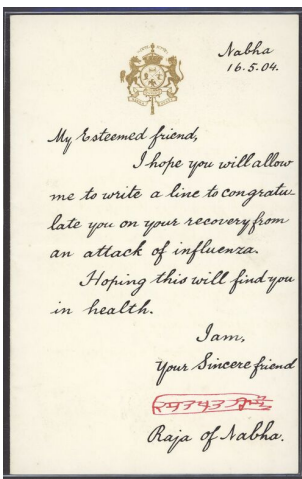 Nabha
16.5.04.
My Esteemed friend,
I hope you will allow
me to write a line to congratu-
late you on your recovery from
an attack of influenza.
Hoping this will find you
in health.
I am,
Your Sincere friend
Raja of Nabha.